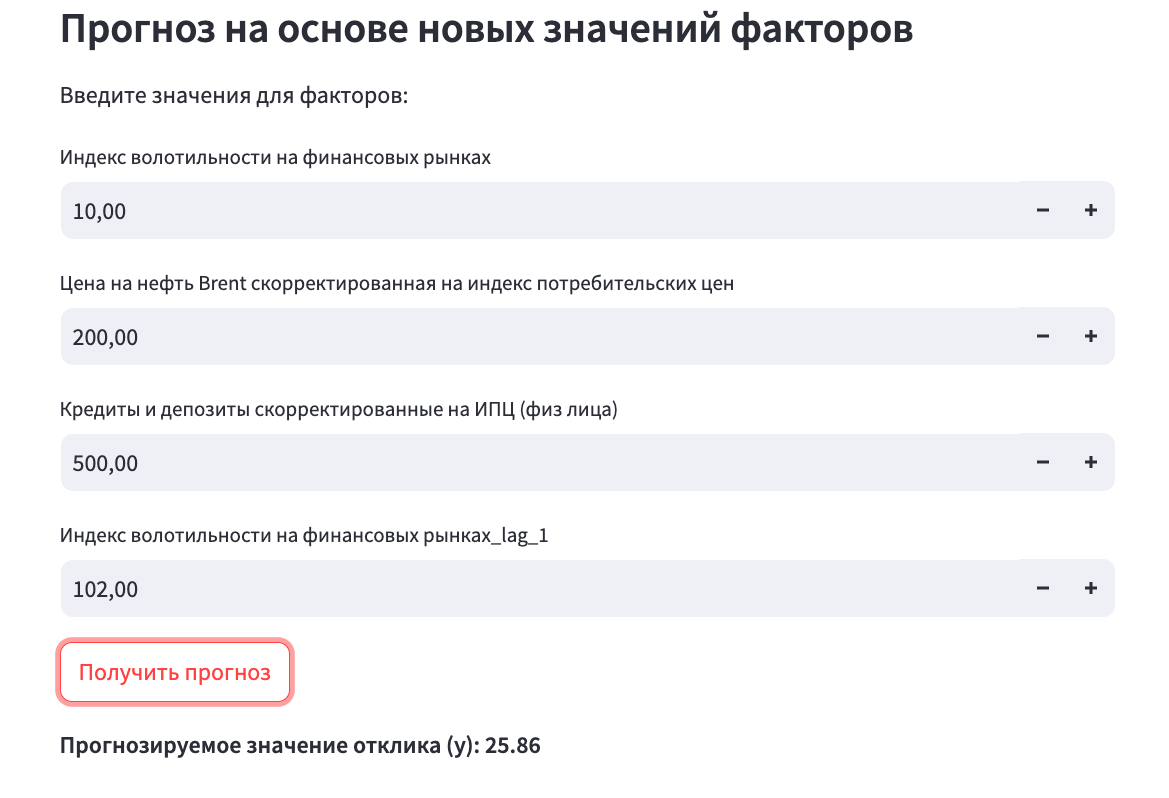 Прогноз на основе новых значений факторов
Введите значения для факторов:
Индекс волотильности на финансовых рынках
10,00
Цена на нефть Brent скорректированная на индекс потребительских цен
200,00
Кредиты и депозиты скорректированные на ИПЦ (физ лица)
500,00
Индекс волотильности на финансовых рынках_lag_1
102,00
Получить прогноз
Прогнозируемое значение отклика (y): 25.86